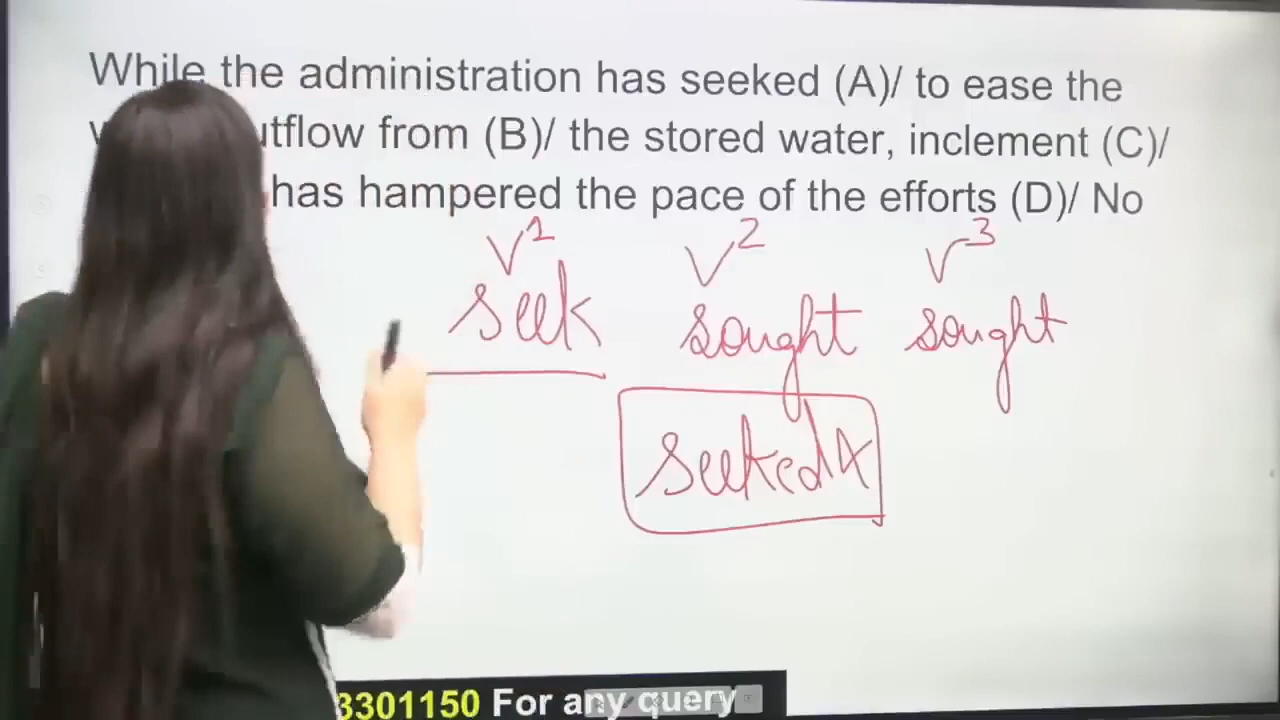 While the administration has seeked (A)/ to ease the
utflow from (B)/ the stored water, inclement (C)/
has hampered the pace of the efforts (D)/ No
V1 V2 V3
seek sought sought
seeked X
3301150 For any query